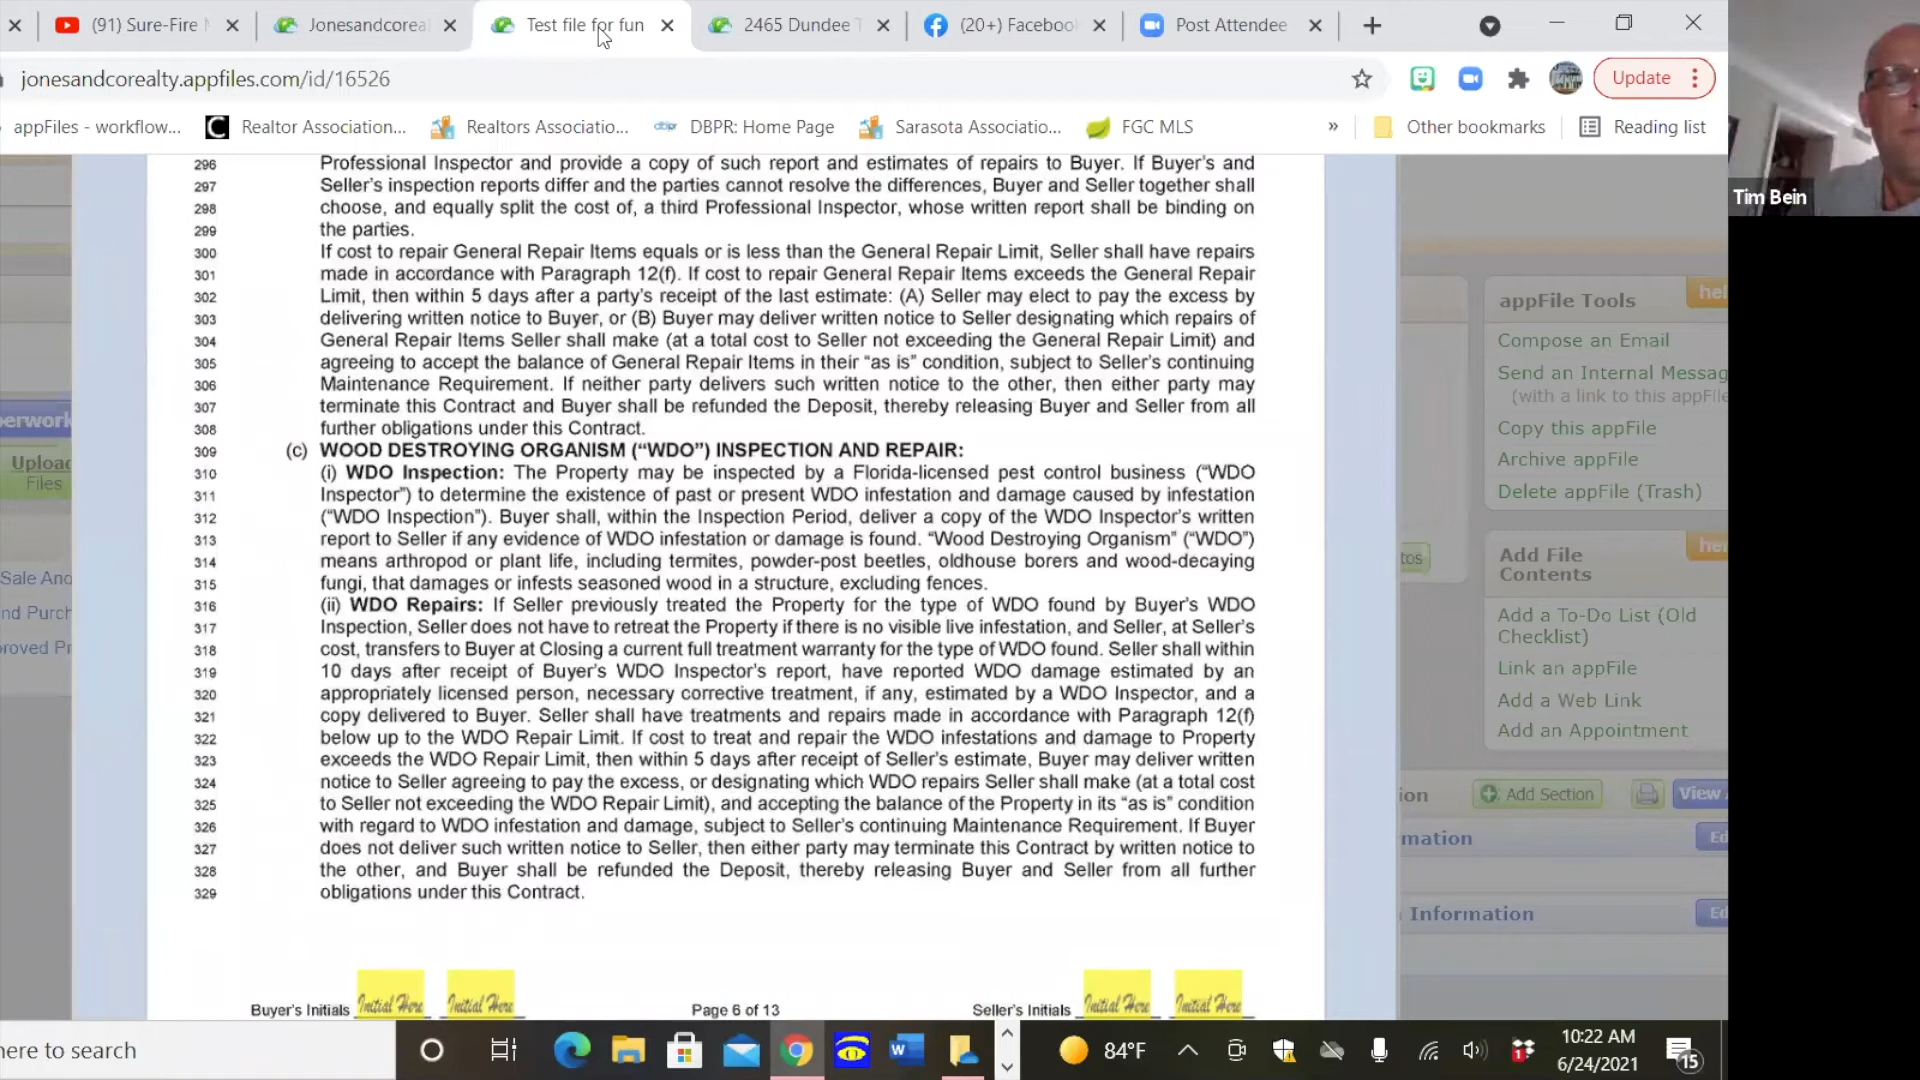 (91) Sure-Fire
Jonesandcoreal
Test file for fun
2465 Dundee T
(20+) Facebook
Post Attendee
jonesandcorealty.appfiles.com/id/16526
Update
appFiles - workflow...
Realtor Association...
Realtors Associatio...
dbpr DBPR: Home Page
Sarasota Associatio...
FGC MLS
»
Other bookmarks
Reading list
Tim Bein
296 Professional Inspector and provide a copy of such report and estimates of repairs to Buyer. If Buyer's and
297 Seller's inspection reports differ and the parties cannot resolve the differences, Buyer and Seller together shall
298 choose, and equally split the cost of, a third Professional Inspector, whose written report shall be binding on
299 the parties.
300 If cost to repair General Repair Items equals or is less than the General Repair Limit, Seller shall have repairs
301 made in accordance with Paragraph 12(f). If cost to repair General Repair Items exceeds the General Repair
302 Limit, then within 5 days after a party's receipt of the last estimate: (A) Seller may elect to pay the excess by
303 delivering written notice to Buyer, or (B) Buyer may deliver written notice to Seller designating which repairs of
304 General Repair Items Seller shall make (at a total cost to Seller not exceeding the General Repair Limit) and
305 agreeing to accept the balance of General Repair Items in their "as is" condition, subject to Seller's continuing
306 Maintenance Requirement. If neither party delivers such written notice to the other, then either party may
307 terminate this Contract and Buyer shall be refunded the Deposit, thereby releasing Buyer and Seller from all
308 further obligations under this Contract.
309 (c) WOOD DESTROYING ORGANISM ("WDO") INSPECTION AND REPAIR:
310 (i) WDO Inspection: The Property may be inspected by a Florida-licensed pest control business ("WDO
311 Inspector") to determine the existence of past or present WDO infestation and damage caused by infestation
312 ("WDO Inspection"). Buyer shall, within the Inspection Period, deliver a copy of the WDO Inspector's written
313 report to Seller if any evidence of WDO infestation or damage is found. "Wood Destroying Organism" ("WDO")
314 means arthropod or plant life, including termites, powder-post beetles, oldhouse borers and wood-decaying
315 fungi, that damages or infests seasoned wood in a structure, excluding fences.
316 (ii) WDO Repairs: If Seller previously treated the Property for the type of WDO found by Buyer's WDO
317 Inspection, Seller does not have to retreat the Property if there is no visible live infestation, and Seller, at Seller's
318 cost, transfers to Buyer at Closing a current full treatment warranty for the type of WDO found. Seller shall within
319 10 days after receipt of Buyer's WDO Inspector's report, have reported WDO damage estimated by an
320 appropriately licensed person, necessary corrective treatment, if any, estimated by a WDO Inspector, and a
321 copy delivered to Buyer. Seller shall have treatments and repairs made in accordance with Paragraph 12(f)
322 below up to the WDO Repair Limit. If cost to treat and repair the WDO infestations and damage to Property
323 exceeds the WDO Repair Limit, then within 5 days after receipt of Seller's estimate, Buyer may deliver written
324 notice to Seller agreeing to pay the excess, or designating which WDO repairs Seller shall make (at a total cost
325 to Seller not exceeding the WDO Repair Limit), and accepting the balance of the Property in its "as is" condition
326 with regard to WDO infestation and damage, subject to Seller's continuing Maintenance Requirement. If Buyer
327 does not deliver such written notice to Seller, then either party may terminate this Contract by written notice to
328 the other, and Buyer shall be refunded the Deposit, thereby releasing Buyer and Seller from all further
329 obligations under this Contract.
Buyer's Initials Initial Here Initial Here Page 6 of 13 Seller's Initials Initial Here Initial Here
perwork
Upload
Files
Sale And
nd Purch
roved Pr
tos
appFile Tools
hel
Compose an Email
Send an Internal Messag
(with a link to this appFile
Copy this appFile
Archive appFile
Delete appFile (Trash)
Add File
Contents
hel
Add a To-Do List (Old
Checklist)
Link an appFile
Add a Web Link
Add an Appointment
ion
Add Section
View
mation
Ed
Information
Ed
here to search
84°F
10:22 AM
6/24/2021
15
1